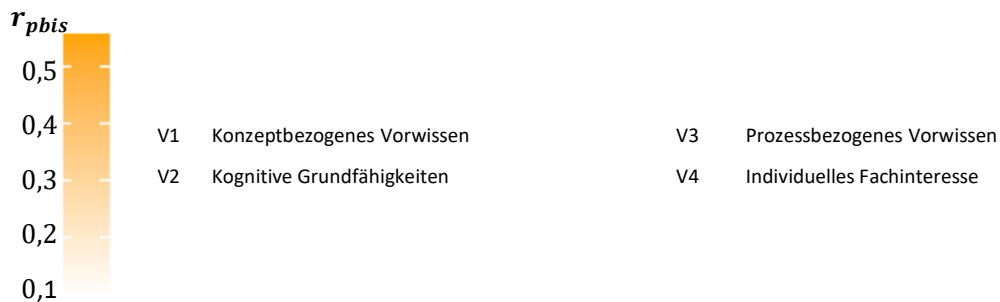 r_pbis
0,5
0,4
0,3
0,2
0,1
V1 Konzeptbezogenes Vorwissen
V2 Kognitive Grundfähigkeiten
V3 Prozessbezogenes Vorwissen
V4 Individuelles Fachinteresse